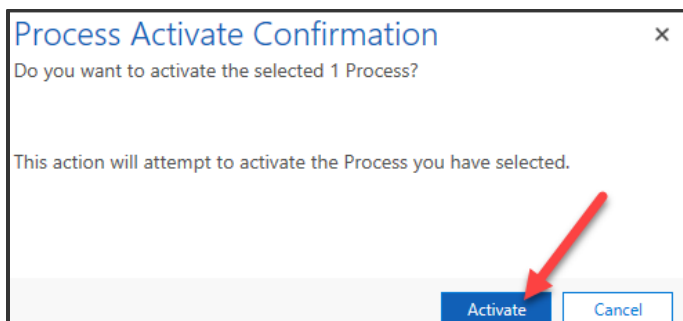 Process Activate Confirmation
Do you want to activate the selected 1 Process?
This action will attempt to activate the Process you have selected.
Activate
Cancel